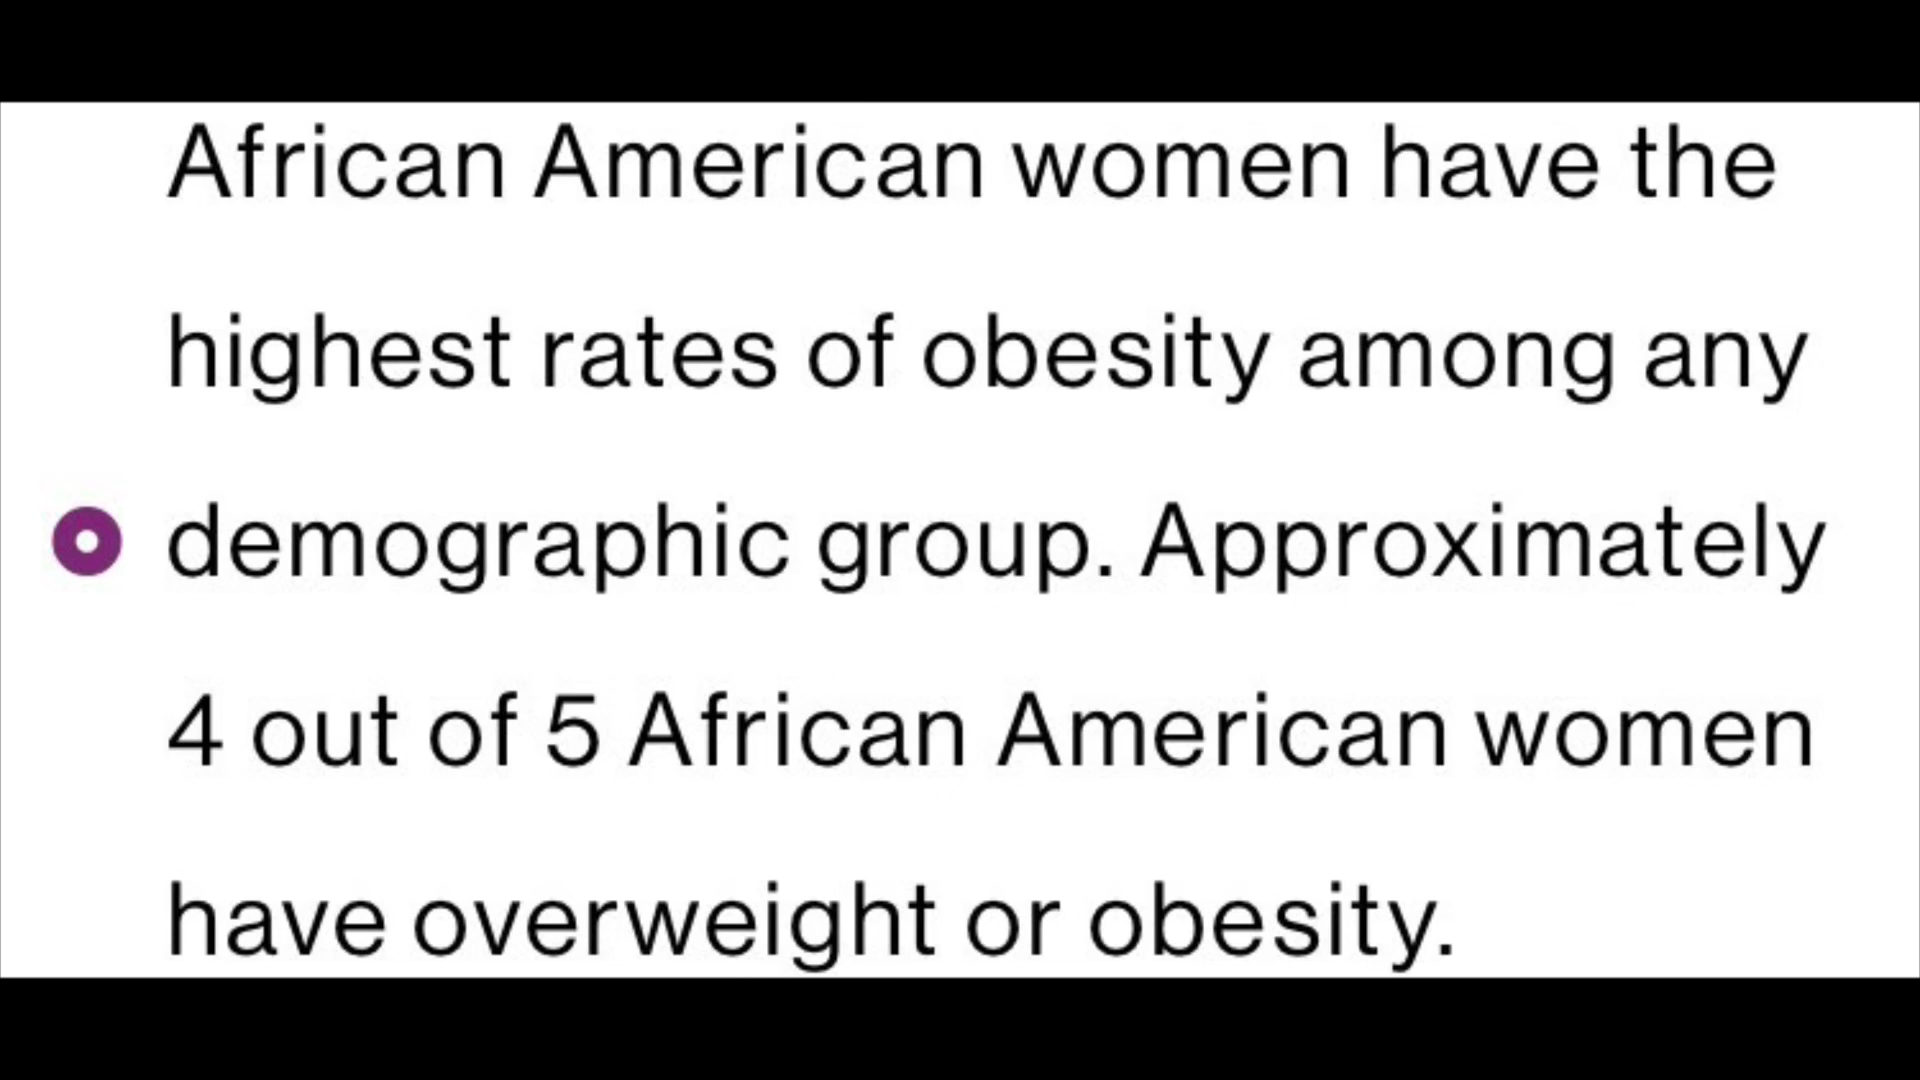 African American women have the
highest rates of obesity among any
demographic group. Approximately
4 out of 5 African American women
have overweight or obesity.